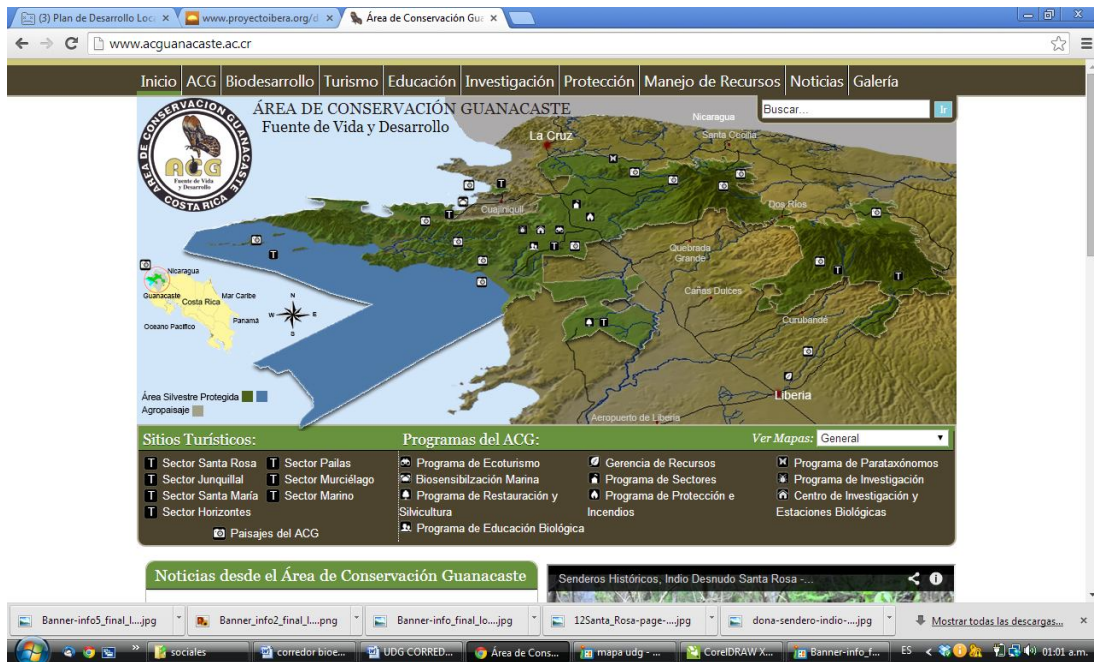 (3) Plan de Desarrollo Loc
www.proyectoibera.org/d
Área de Conservación Gua
www.acguanacaste.ac.cr
Inicio ACG Biodesarrollo Turismo Educación Investigación Protección Manejo de Recursos Noticias Galería
Buscar... Ir
ÁREA DE CONSERVACIÓN GUANACASTE
Fuente de Vida y Desarrollo
AREA DE CONSERVACION GUANACASTE
ACG
Fuente de Vida
y Desarrollo
COSTA RICA
Nicaragua
La Cruz
Santa Cecilia
Cuajiniquil
Dos Ríos
Quebrada
Grande
Cañas Dulces
Curubandé
Liberia
Aeropuerto de Liberia
Nicaragua
Guanacaste
Costa Rica
Mar Caribe
Panamá
Oceano Pacífico
N
W E
S
Área Silvestre Protegida
Agropaisaje
Sitios Turísticos:
T Sector Santa Rosa T Sector Pailas
T Sector Junquillal T Sector Murciélago
T Sector Santa María T Sector Marino
T Sector Horizontes
Paisajes del ACG
Programas del ACG:
Programa de Ecoturismo
Biosensibilzación Marina
Programa de Restauración y
Silvicultura
Programa de Educación Biológica
Gerencia de Recursos
Programa de Sectores
Programa de Protección e
Incendios
Ver Mapas: General
Programa de Parataxónomos
Programa de Investigación
Centro de Investigación y
Estaciones Biológicas
Noticias desde el Área de Conservación Guanacaste
Senderos Históricos, Indio Desnudo Santa Rosa -...
Banner-info5_final_l....jpg
Banner_info2_final_l....png
Banner-info_final_lo....jpg
12Santa_Rosa-page-....jpg
dona-sendero-indio-....jpg
Mostrar todas las descargas...
sociales
corredor bioe...
UDG CORRED...
Área de Cons...
mapa udg - ...
CorelDRAW X...
Banner-info_f...
ES
01:01 a.m.